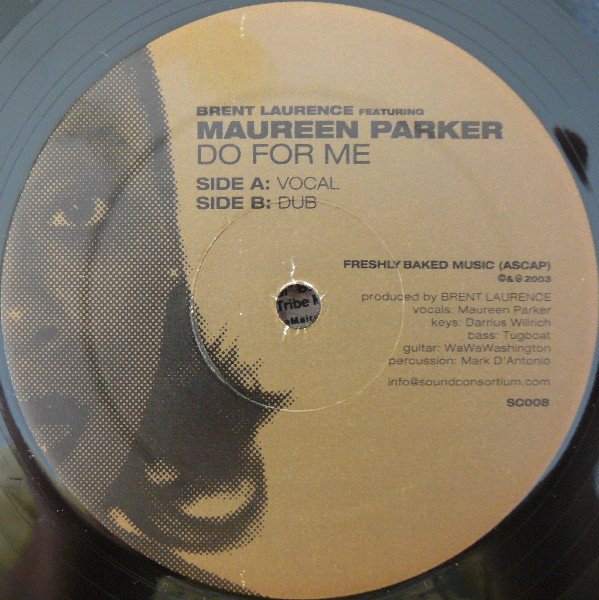 BRENT LAURENCE FEATURING
MAUREEN PARKER
DO FOR ME
SIDE A: VOCAL
SIDE B: DUB
FRESHLY BAKED MUSIC (ASCAP)
©&℗2003
Tribe
produced by BRENT LAURENCE
vocals: Maureen Parker
keys: Darrius Willrich
bass: Tugboat
guitar: WaWaWashington
percussion: Mark D'Antonio
info@soundconsortium.com
SC008